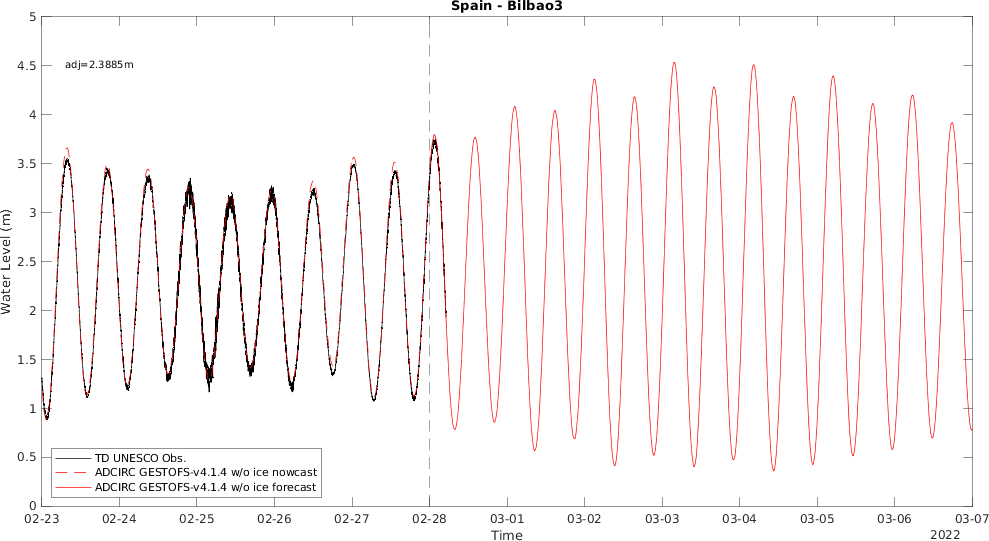 Spain - Bilbao3
adj=2.3885m
5
4.5
4
3.5
3
2.5
2
1.5
1
0.5
0
Water Level (m)
TD UNESCO Obs.
ADCIRC GESTOFS-v4.1.4 w/o ice nowcast
ADCIRC GESTOFS-v4.1.4 w/o ice forecast
02-23 02-24 02-25 02-26 02-27 02-28 03-01 03-02 03-03 03-04 03-05 03-06 03-07
Time
2022